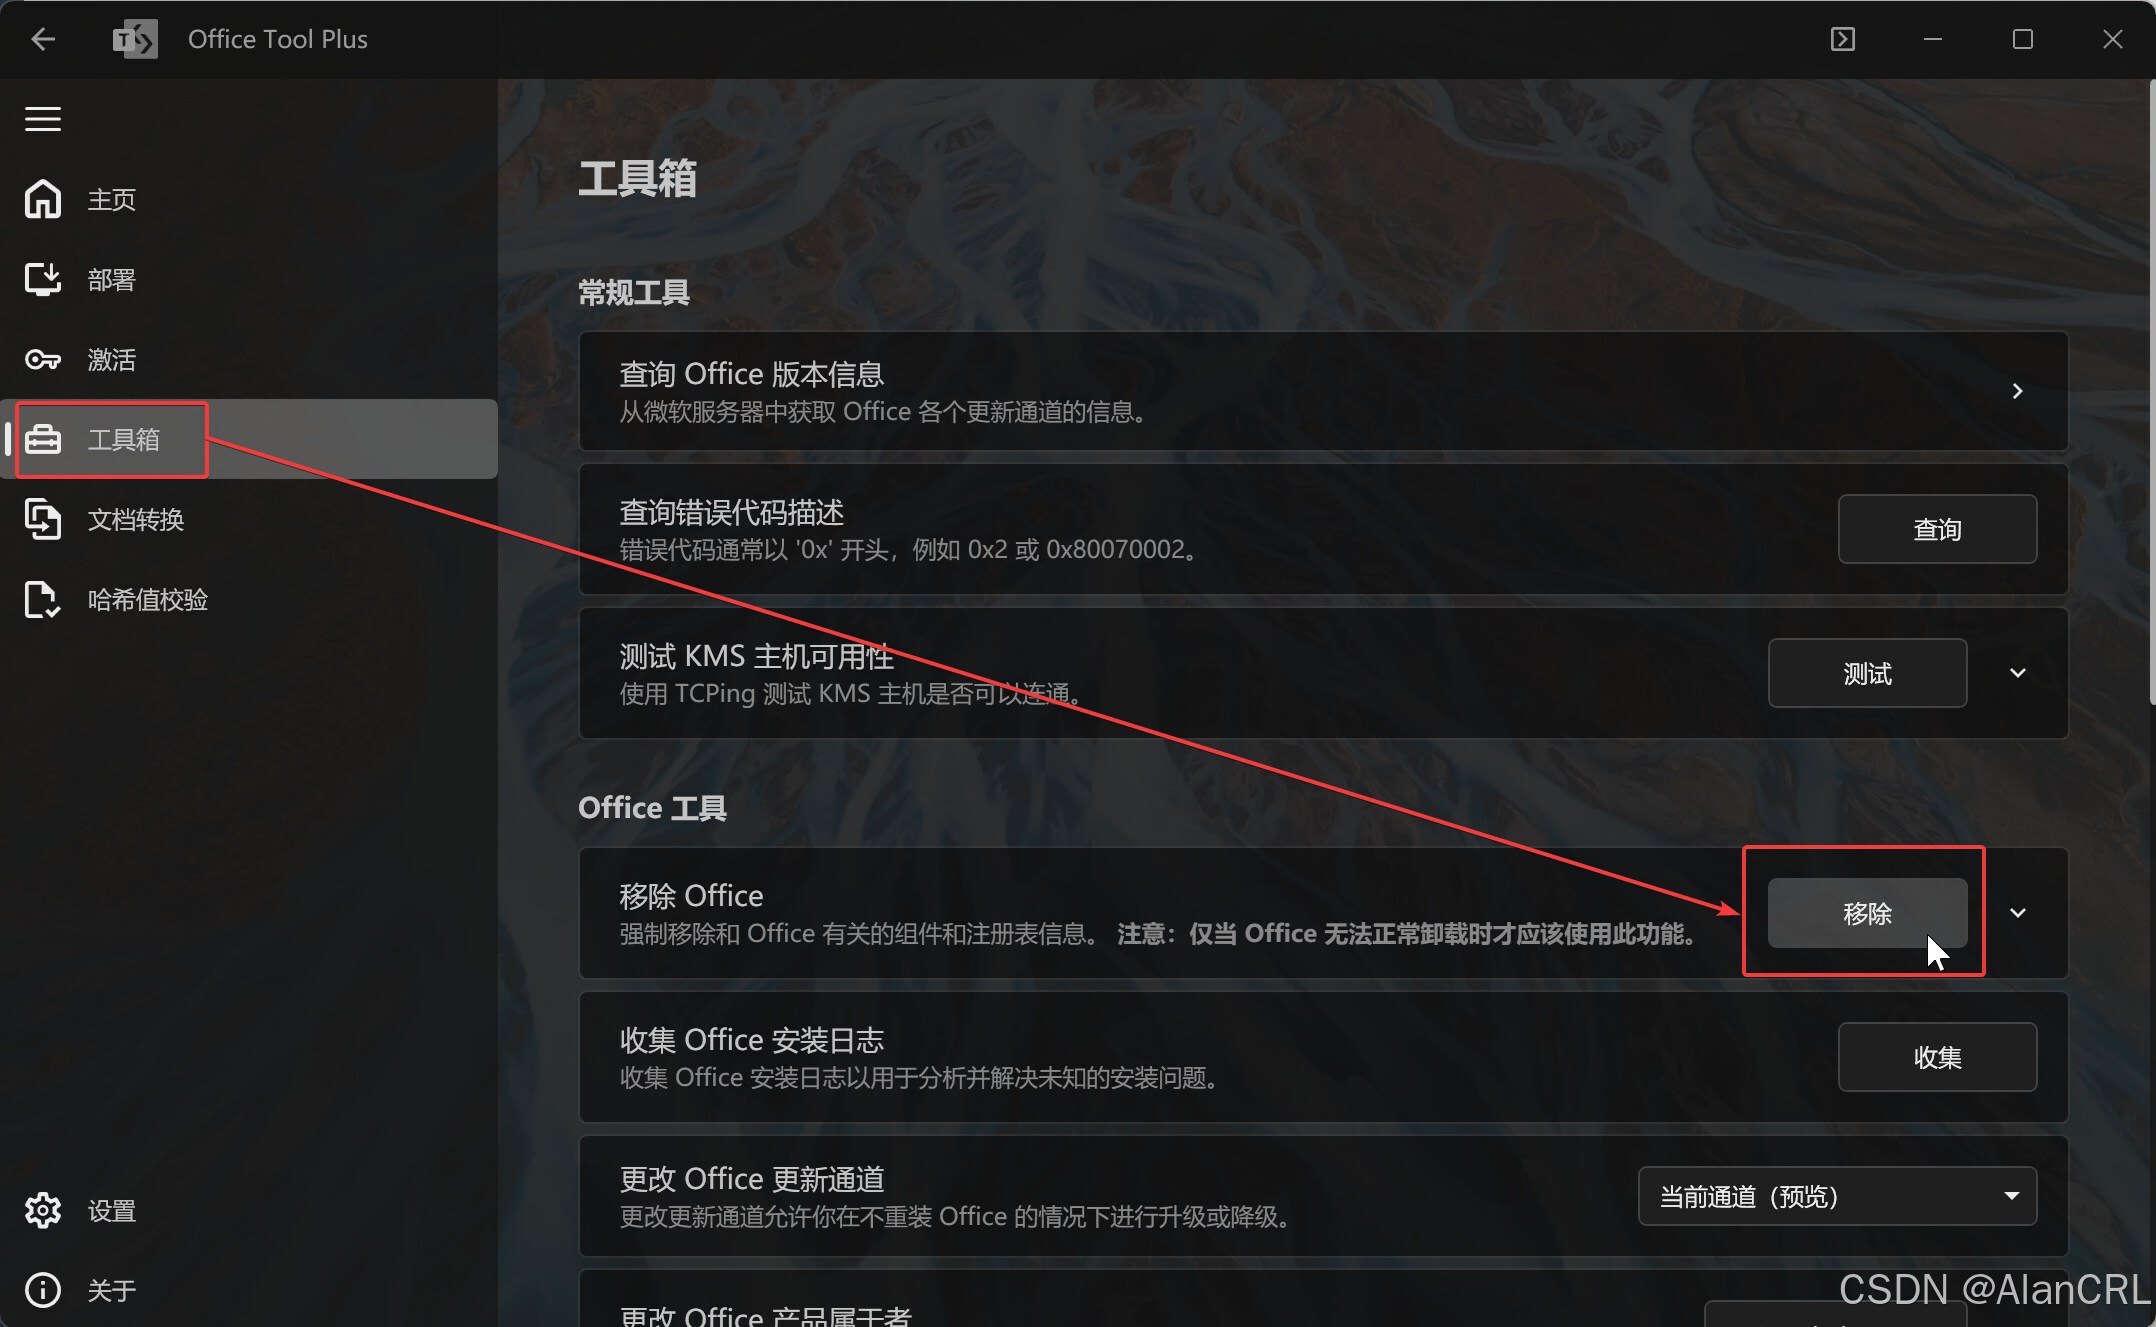 Office Tool Plus
主页
部署
激活
工具箱
文档转换
哈希值校验
设置
关于
工具箱
常规工具
查询 Office 版本信息
从微软服务器中获取 Office 各个更新通道的信息。
查询错误代码描述
错误代码通常以 '0x' 开头，例如 0x2 或 0x80070002。
查询
测试 KMS 主机可用性
使用 TCPing 测试 KMS 主机是否可以连通。
测试
Office 工具
移除 Office
强制移除和 Office 有关的组件和注册表信息。 注意：仅当 Office 无法正常卸载时才应该使用此功能。
移除
收集 Office 安装日志
收集 Office 安装日志以用于分析并解决未知的安装问题。
收集
更改 Office 更新通道
更改更新通道允许你在不重装 Office 的情况下进行升级或降级。
当前通道（预览）
更改 Office 产品属于者
CSDN @AlanCRL